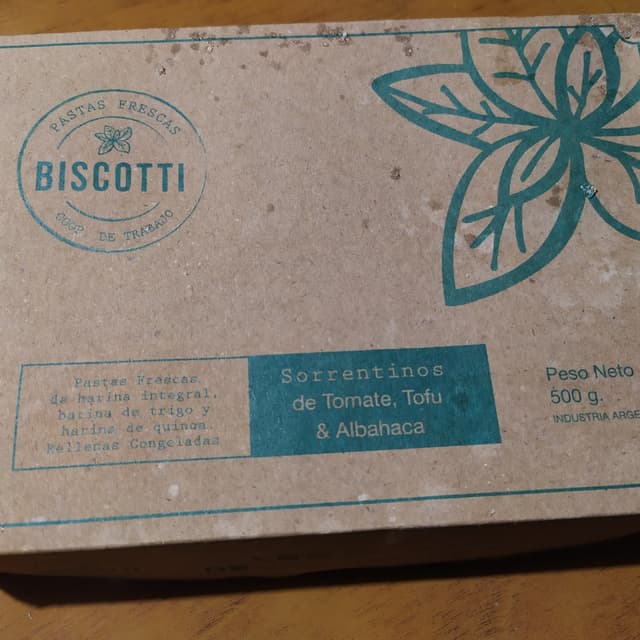 PASTAS FRESCAS
BISCOTTI
COOP. DE TRABAJO
Pastas Frescas
de harina integral,
harina de trigo y
harina de quinoa.
Rellenas Congeladas
Sorrentinos
de Tomate, Tofu
& Albahaca
Peso Neto
500 g.
INDUSTRIA ARGE